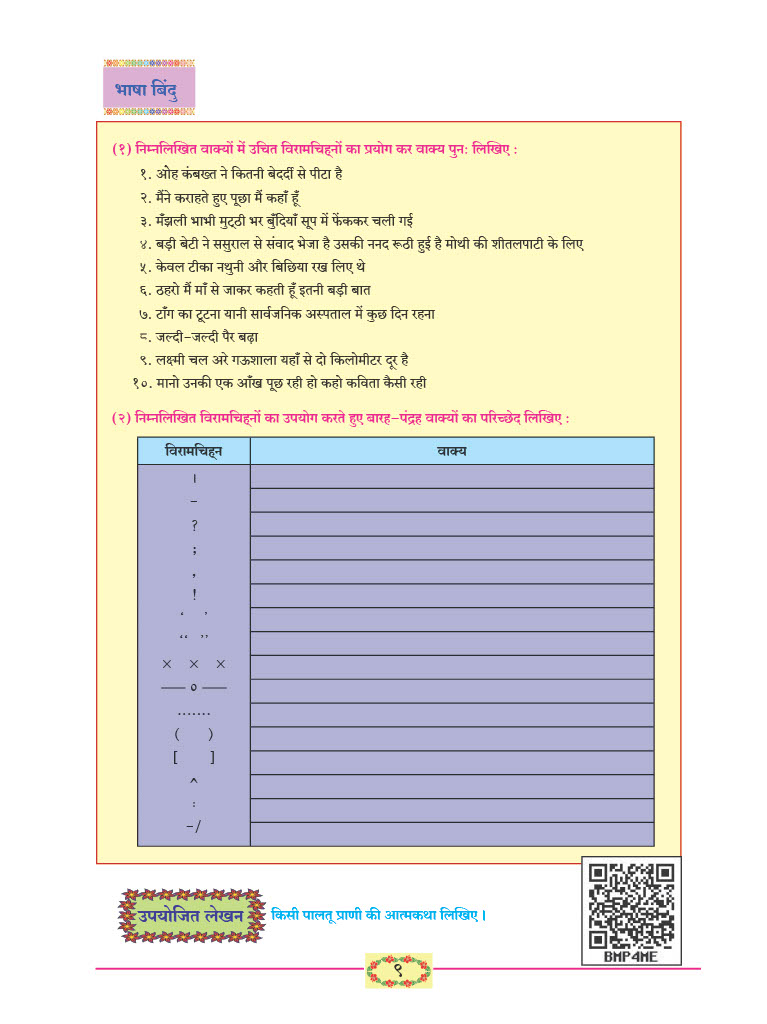 भाषा बिंदु
(१) निम्नलिखित वाक्यों में उचित विरामचिह्नों का प्रयोग कर वाक्य पुनः लिखिए :
१. ओह कंबख्त ने कितनी बेदर्दी से पीटा है
२. मैंने कराहते हुए पूछा मैं कहाँ हूँ
३. मँझली भाभी मुट्ठी भर बुँदियाँ सूप में फेंककर चली गई
४. बड़ी बेटी ने ससुराल से संवाद भेजा है उसकी ननद रूठी हुई है मोथी की शीतलपाटी के लिए
५. केवल टीका नथुनी और बिछिया रख लिए थे
६. ठहरो मैं माँ से जाकर कहती हूँ इतनी बड़ी बात
७. टाँग का टूटना यानी सार्वजनिक अस्पताल में कुछ दिन रहना
८. जल्दी-जल्दी पैर बढ़ा
९. लक्ष्मी चल अरे गऊशाला यहाँ से दो किलोमीटर दूर है
१०. मानो उनकी एक आँख पूछ रही हो कहो कविता कैसी रही
(२) निम्नलिखित विरामचिह्नों का उपयोग करते हुए बारह-पंद्रह वाक्यों का परिच्छेद लिखिए :
विरामचिह्न वाक्य
।
-
?
;
,
!
‘ ’
“ ”
× × ×
—— ० ——
.......
( )
[ ]
^
:
-/
उपयोजित लेखन किसी पालतू प्राणी की आत्मकथा लिखिए ।
BMP4ME
९